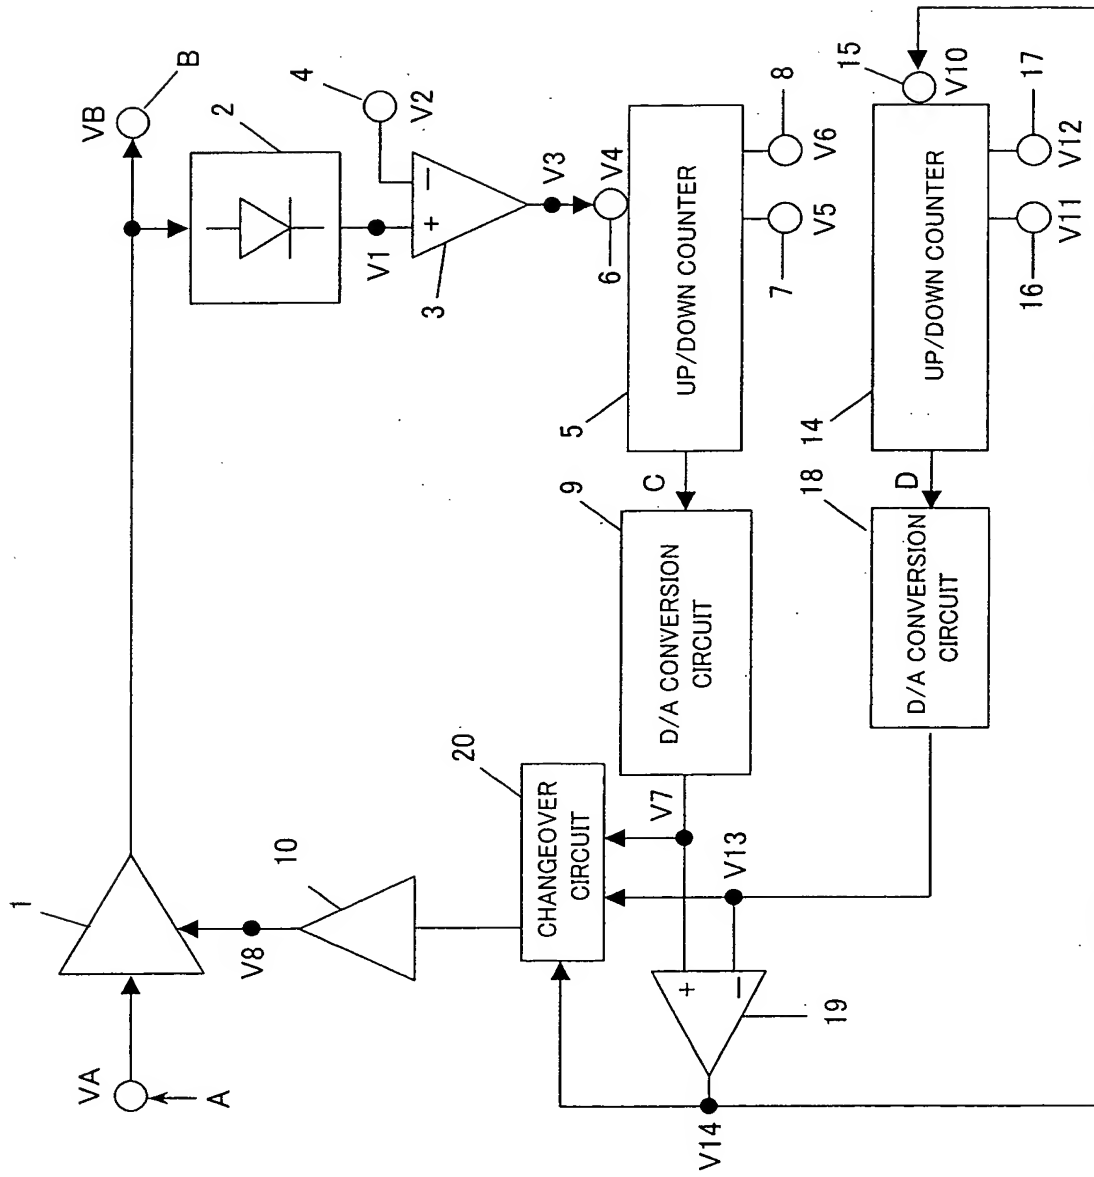 VA
A
1
VB
B
2
V8
10
V1
4
V2
3
V3
20
CHANGEOVER
CIRCUIT
V4
6
5
UP/DOWN COUNTER
7
V5
V6
8
C
9
D/A CONVERSION
CIRCUIT
V7
V13
+
−
+
−
19
V14
15
V10
14
UP/DOWN COUNTER
16
V11
V12
17
D
18
D/A CONVERSION
CIRCUIT